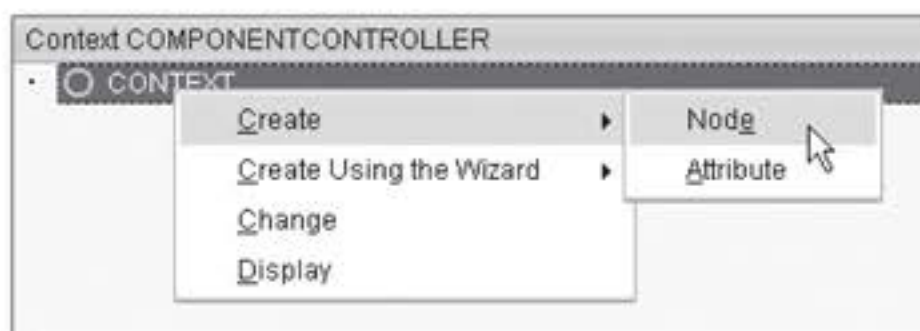 Context COMPONENTCONTROLLER
CONTEXT
Create
Node
Create Using the Wizard
Attribute
Change
Display